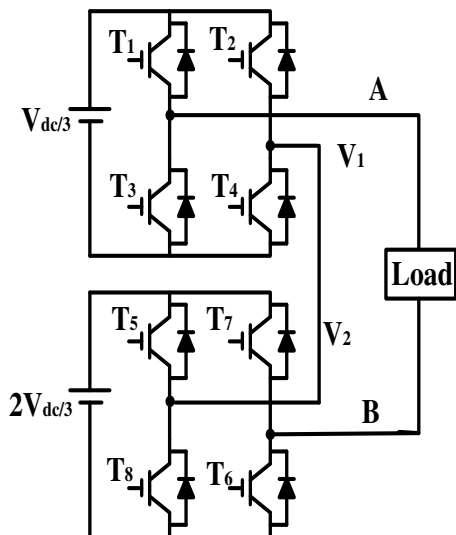 T1 T2
A
Vdc/3
V1
T3 T4
Load
T5 T7
V2
2Vdc/3
B
T8 T6